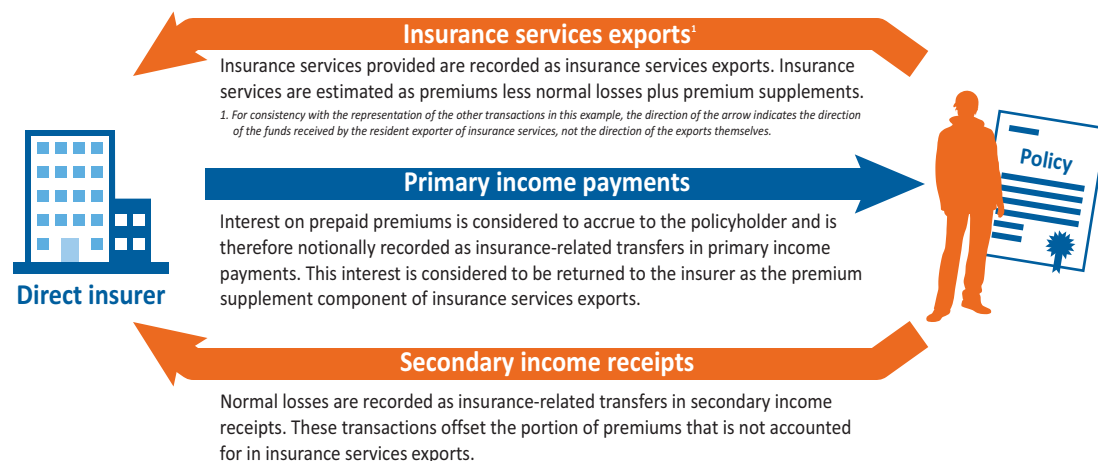 Insurance services exports¹
Insurance services provided are recorded as insurance services exports. Insurance
services are estimated as premiums less normal losses plus premium supplements.
1. For consistency with the representation of the other transactions in this example, the direction of the arrow indicates the direction
of the funds received by the resident exporter of insurance services, not the direction of the exports themselves.
Policy
Primary income payments
Interest on prepaid premiums is considered to accrue to the policyholder and is
therefore notionally recorded as insurance-related transfers in primary income
payments. This interest is considered to be returned to the insurer as the premium
supplement component of insurance services exports.
Direct insurer
Secondary income receipts
Normal losses are recorded as insurance-related transfers in secondary income
receipts. These transactions offset the portion of premiums that is not accounted
for in insurance services exports.